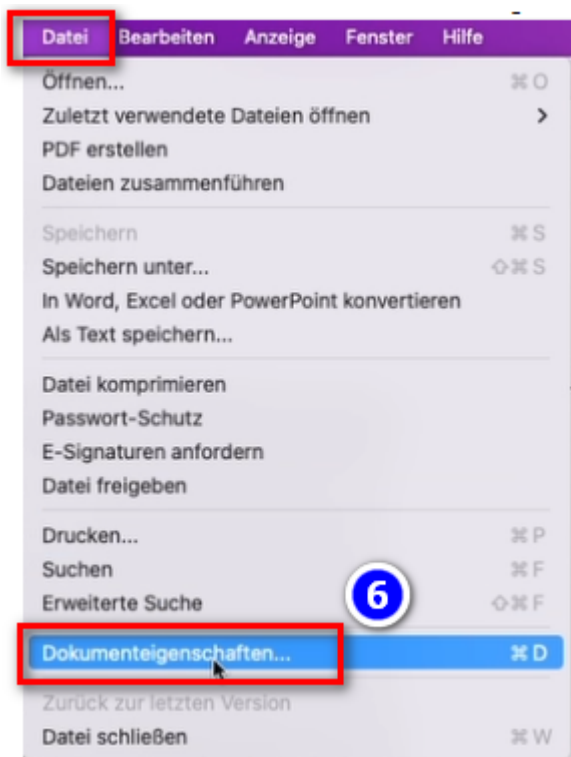 Datei Bearbeiten Anzeige Fenster Hilfe
Öffnen... ⌘ O
Zuletzt verwendete Dateien öffnen >
PDF erstellen
Dateien zusammenführen
Speichern ⌘ S
Speichern unter... ⇧⌘ S
In Word, Excel oder PowerPoint konvertieren
Als Text speichern...
Datei komprimieren
Passwort-Schutz
E-Signaturen anfordern
Datei freigeben
Drucken... ⌘ P
Suchen ⌘ F
Erweiterte Suche ⇧⌘ F
6
Dokumenteigenschaften... ⌘ D
Zurück zur letzten Version
Datei schließen ⌘ W